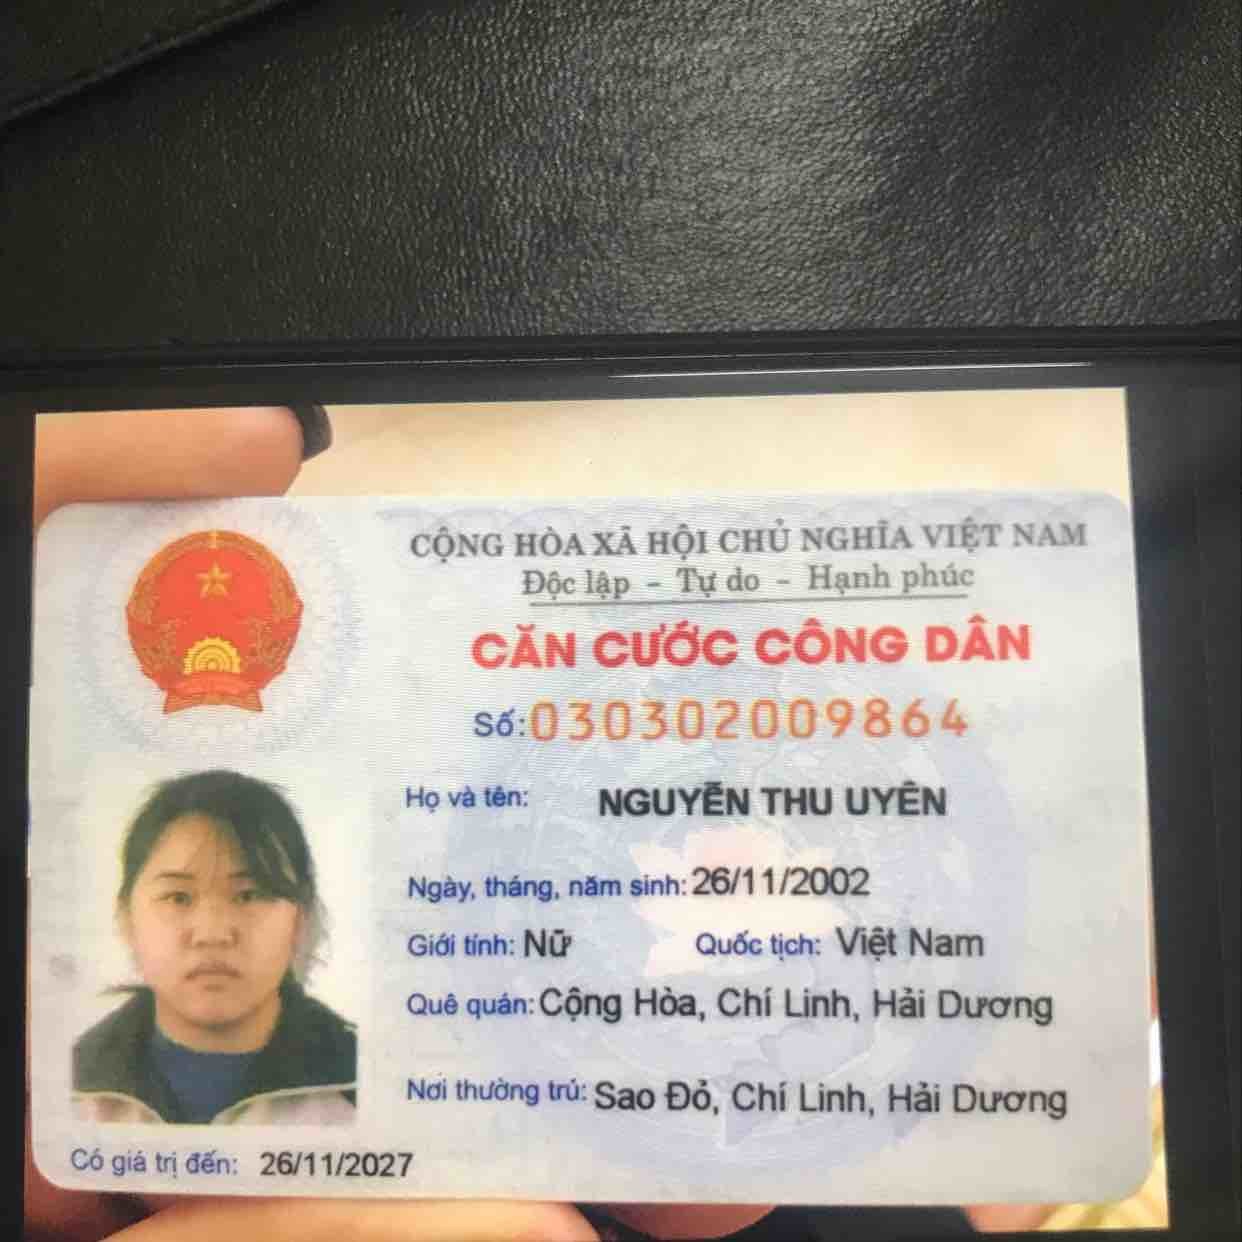 CỘNG HÒA XÃ HỘI CHỦ NGHĨA VIỆT NAM
Độc lập - Tự do - Hạnh phúc
CĂN CƯỚC CÔNG DÂN
Số: 030302009864
Họ và tên: NGUYỄN THU UYÊN
Ngày, tháng, năm sinh: 26/11/2002
Giới tính: Nữ Quốc tịch: Việt Nam
Quê quán: Cộng Hòa, Chí Linh, Hải Dương
Nơi thường trú: Sao Đỏ, Chí Linh, Hải Dương
Có giá trị đến: 26/11/2027